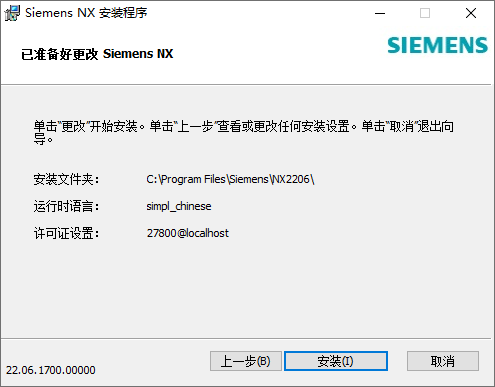 Siemens NX 安装程序
已准备好更改 Siemens NX
SIEMENS
单击"更改"开始安装。单击"上一步"查看或更改任何安装设置。单击"取消"退出向
导。
安装文件夹： C:\Program Files\Siemens\NX2206\
运行时语言： simpl_chinese
许可证设置： 27800@localhost
22.06.1700.00000
上一步(B)
安装(I)
取消